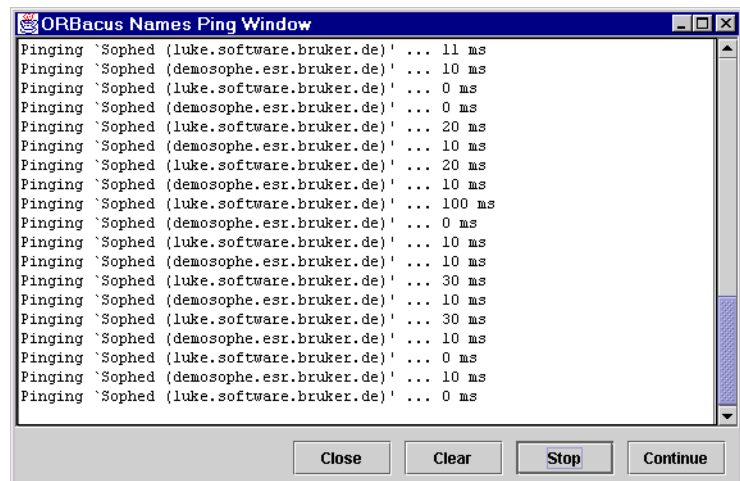 ORBacus Names Ping Window
Pinging `Sophed (luke.software.bruker.de)' ... 11 ms
Pinging `Sophed (demosophe.esr.bruker.de)' ... 10 ms
Pinging `Sophed (luke.software.bruker.de)' ... 0 ms
Pinging `Sophed (demosophe.esr.bruker.de)' ... 0 ms
Pinging `Sophed (luke.software.bruker.de)' ... 20 ms
Pinging `Sophed (demosophe.esr.bruker.de)' ... 10 ms
Pinging `Sophed (luke.software.bruker.de)' ... 20 ms
Pinging `Sophed (demosophe.esr.bruker.de)' ... 10 ms
Pinging `Sophed (luke.software.bruker.de)' ... 100 ms
Pinging `Sophed (demosophe.esr.bruker.de)' ... 0 ms
Pinging `Sophed (luke.software.bruker.de)' ... 10 ms
Pinging `Sophed (demosophe.esr.bruker.de)' ... 10 ms
Pinging `Sophed (luke.software.bruker.de)' ... 30 ms
Pinging `Sophed (demosophe.esr.bruker.de)' ... 10 ms
Pinging `Sophed (luke.software.bruker.de)' ... 30 ms
Pinging `Sophed (demosophe.esr.bruker.de)' ... 10 ms
Pinging `Sophed (luke.software.bruker.de)' ... 0 ms
Pinging `Sophed (demosophe.esr.bruker.de)' ... 10 ms
Pinging `Sophed (luke.software.bruker.de)' ... 0 ms
Close Clear Stop Continue